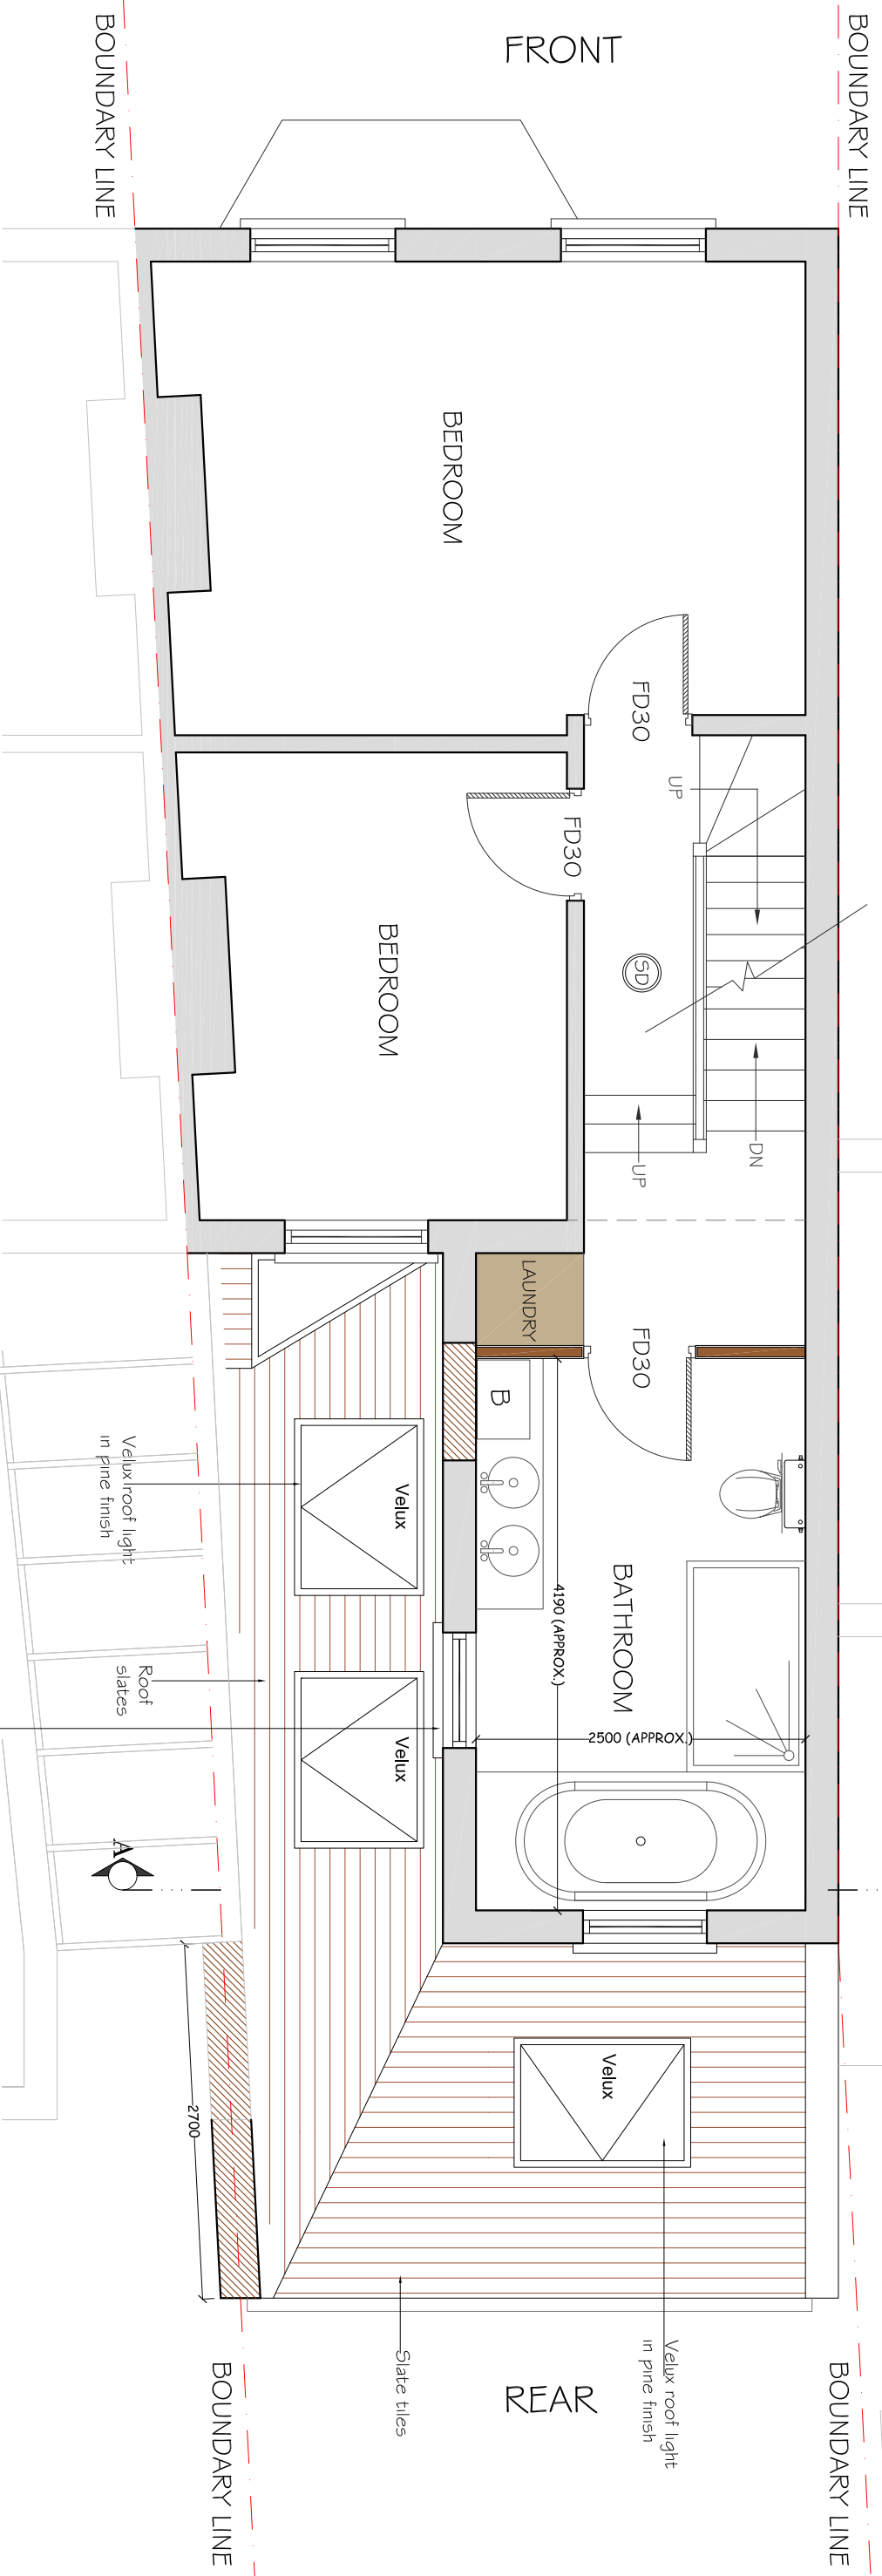 BOUNDARY LINE
FRONT
BOUNDARY LINE
BEDROOM
FD30
UP
FD30
SD
BEDROOM
DN
UP
LAUNDRY
FD30
B
Velux
Velux roof light
in pine finish
BATHROOM
4190 (APPROX.)
Roof
slates
2500 (APPROX.)
Velux
A
Velux
2700
Velux roof light
in pine finish
Slate tiles
REAR
BOUNDARY LINE
BOUNDARY LINE